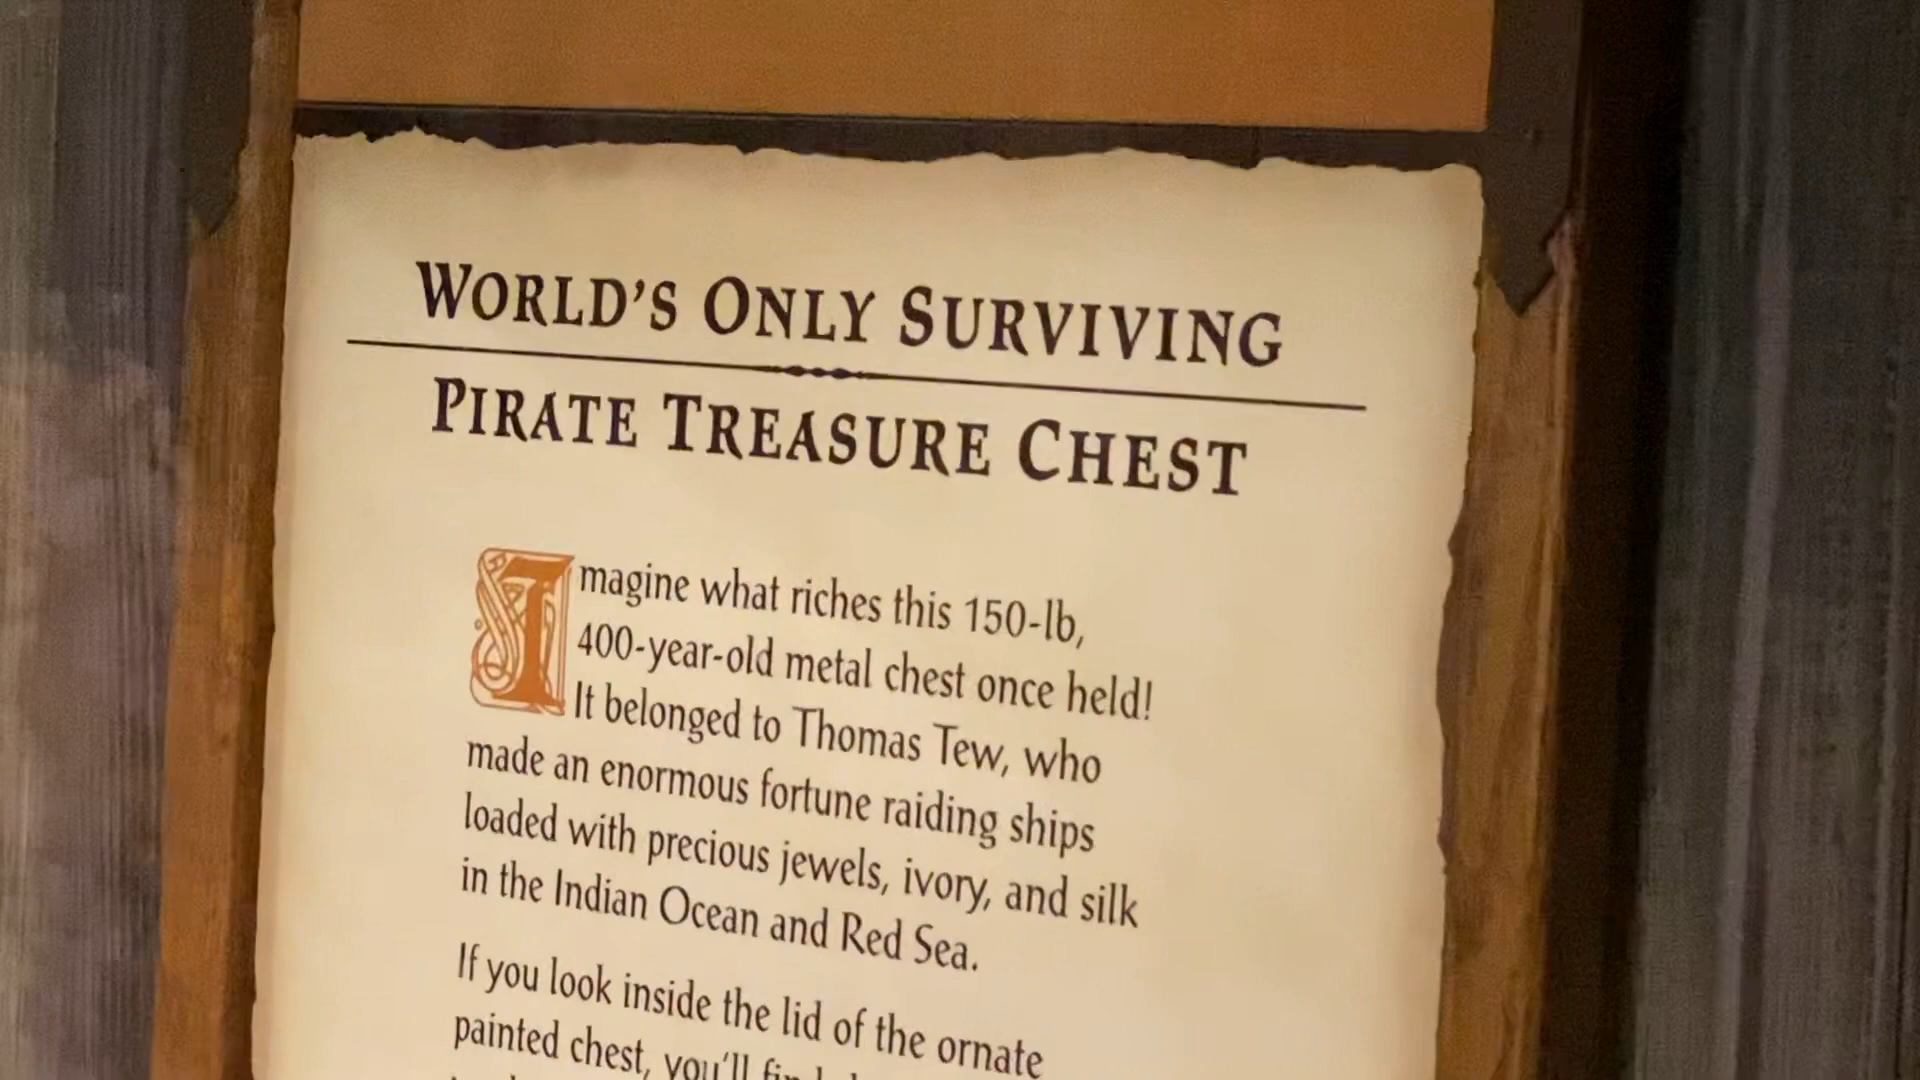 WORLD'S ONLY SURVIVING
PIRATE TREASURE CHEST
Imagine what riches this 150-lb,
400-year-old metal chest once held!
It belonged to Thomas Tew, who
made an enormous fortune raiding ships
loaded with precious jewels, ivory, and silk
in the Indian Ocean and Red Sea.
If you look inside the lid of the ornate
painted chest, you'll